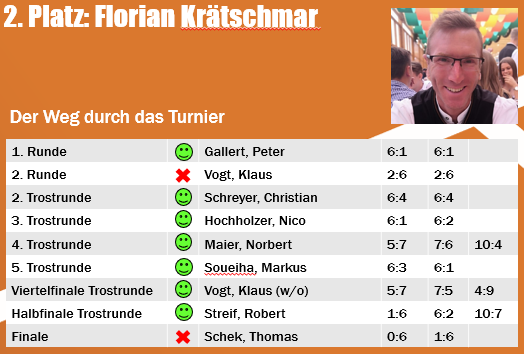 2. Platz: Florian Krätschmar
Der Weg durch das Turnier
1. Runde Gallert, Peter 6:1 6:1
2. Runde Vogt, Klaus 2:6 2:6
2. Trostrunde Schreyer, Christian 6:4 6:4
3. Trostrunde Hochholzer, Nico 6:1 6:2
4. Trostrunde Maier, Norbert 5:7 7:6 10:4
5. Trostrunde Soueiha, Markus 6:3 6:1
Viertelfinale Trostrunde Vogt, Klaus (w/o) 5:7 7:5 4:9
Halbfinale Trostrunde Streif, Robert 1:6 6:2 10:7
Finale Schek, Thomas 0:6 1:6